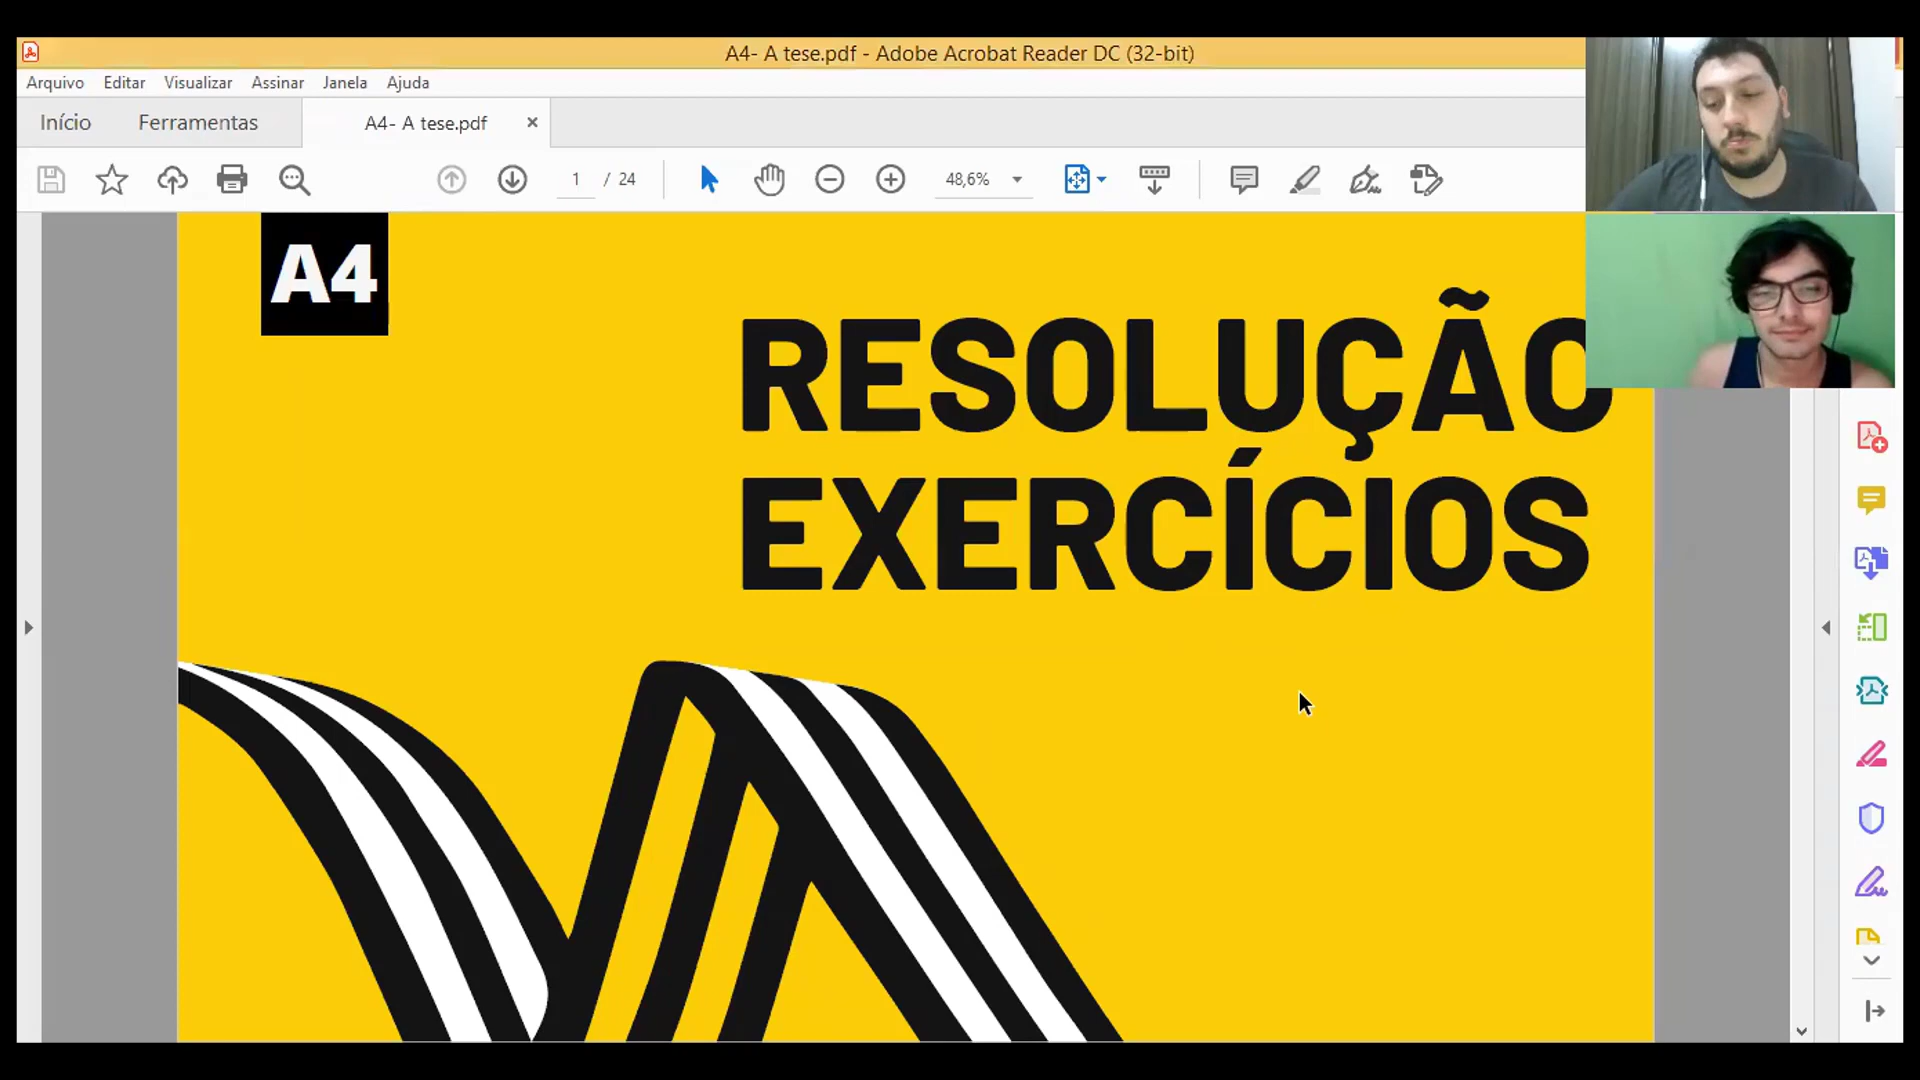 A4- A tese.pdf - Adobe Acrobat Reader DC (32-bit)
Arquivo Editar Visualizar Assinar Janela Ajuda
Início Ferramentas A4- A tese.pdf
1 / 24 48,6%
A4
RESOLUÇÃO
EXERCÍCIOS